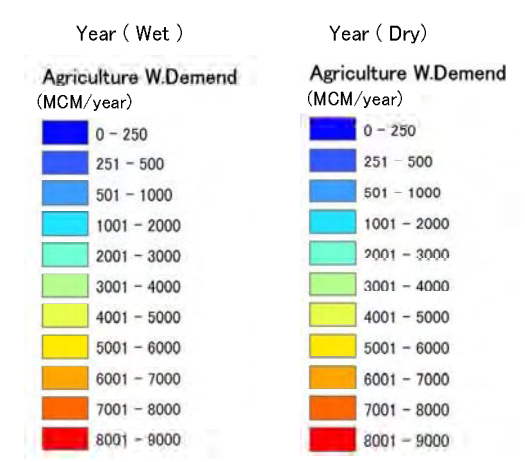 Year ( Wet )
Agriculture W.Demend
(MCM/year)
0 - 250
251 - 500
501 - 1000
1001 - 2000
2001 - 3000
3001 - 4000
4001 - 5000
5001 - 6000
6001 - 7000
7001 - 8000
8001 - 9000
Year ( Dry)
Agriculture W.Demend
(MCM/year)
0 - 250
251 - 500
501 - 1000
1001 - 2000
2001 - 3000
3001 - 4000
4001 - 5000
5001 - 6000
6001 - 7000
7001 - 8000
8001 - 9000